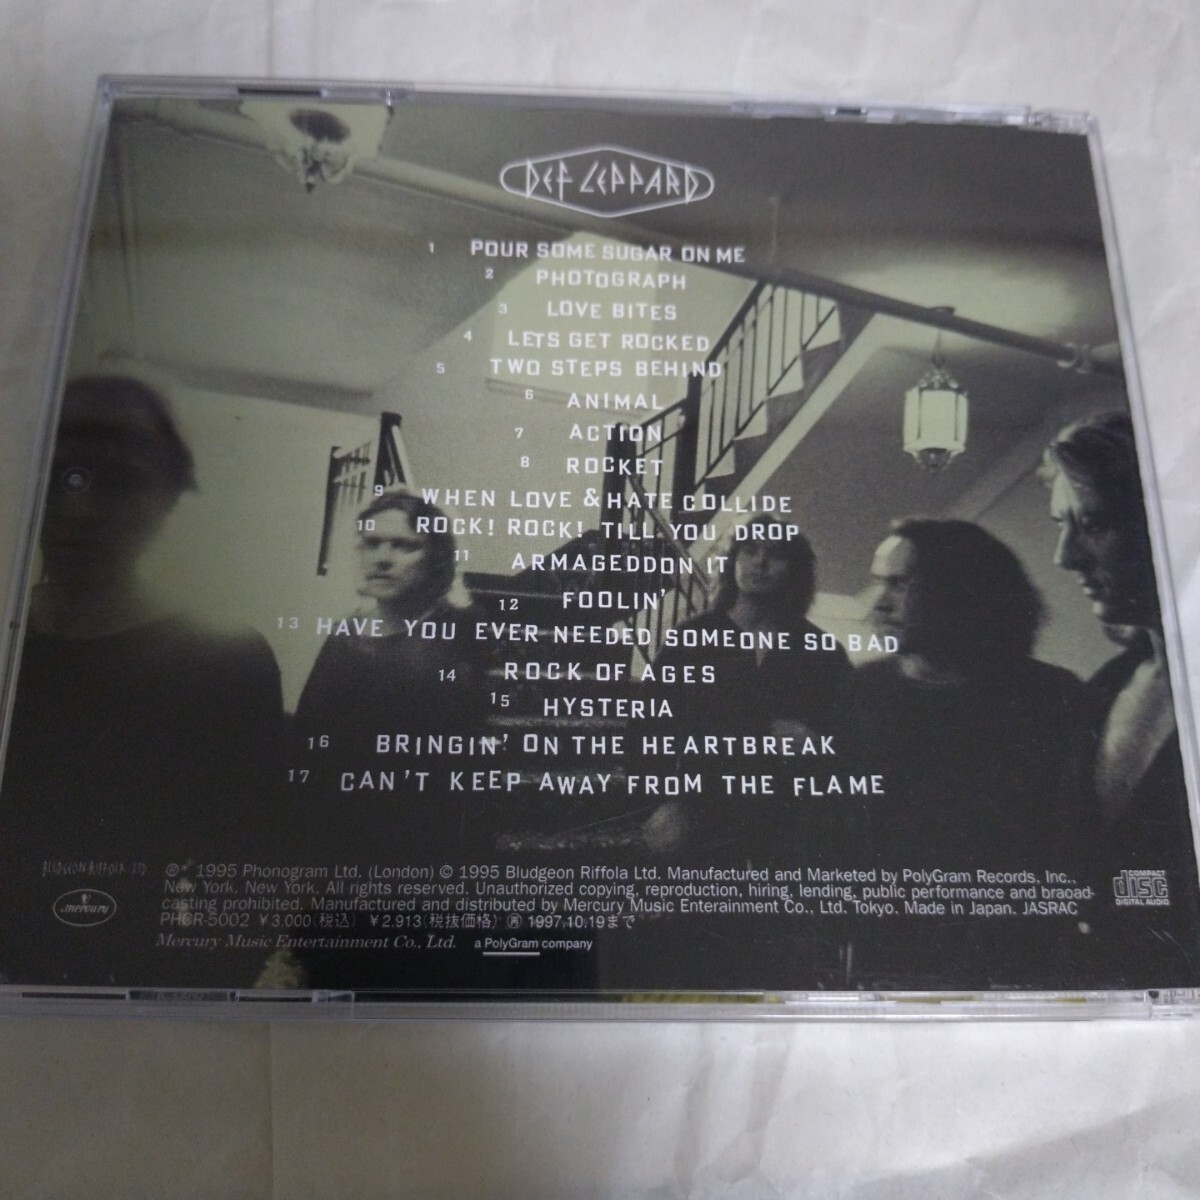 DEF LEPPARD
1 POUR SOME SUGAR ON ME
2 PHOTOGRAPH
3 LOVE BITES
4 LETS GET ROCKED
5 TWO STEPS BEHIND
6 ANIMAL
7 ACTION
8 ROCKET
9 WHEN LOVE & HATE COLLIDE
10 ROCK! ROCK! TILL YOU DROP
11 ARMAGEDDON IT
12 FOOLIN'
13 HAVE YOU EVER NEEDED SOMEONE SO BAD
14 ROCK OF AGES
15 HYSTERIA
16 BRINGIN' ON THE HEARTBREAK
17 CAN'T KEEP AWAY FROM THE FLAME
BLUDGEON RIFFOLA LTD
mercury
℗ 1995 Phonogram Ltd. (London) © 1995 Bludgeon Riffola Ltd. Manufactured and Marketed by PolyGram Records, Inc.,
New York, New York. All rights reserved. Unauthorized copying, reproduction, hiring, lending, public performance and braoad-
casting prohibited. Manufactured and distributed by Mercury Music Enterainment Co., Ltd. Tokyo. Made in Japan. JASRAC
PHCR-5002 ¥3,000(税込) ¥2,913(税抜価格) 1997.10.19まで
Mercury Music Entertainment Co., Ltd. a PolyGram company
COMPACT
disc
DIGITAL AUDIO